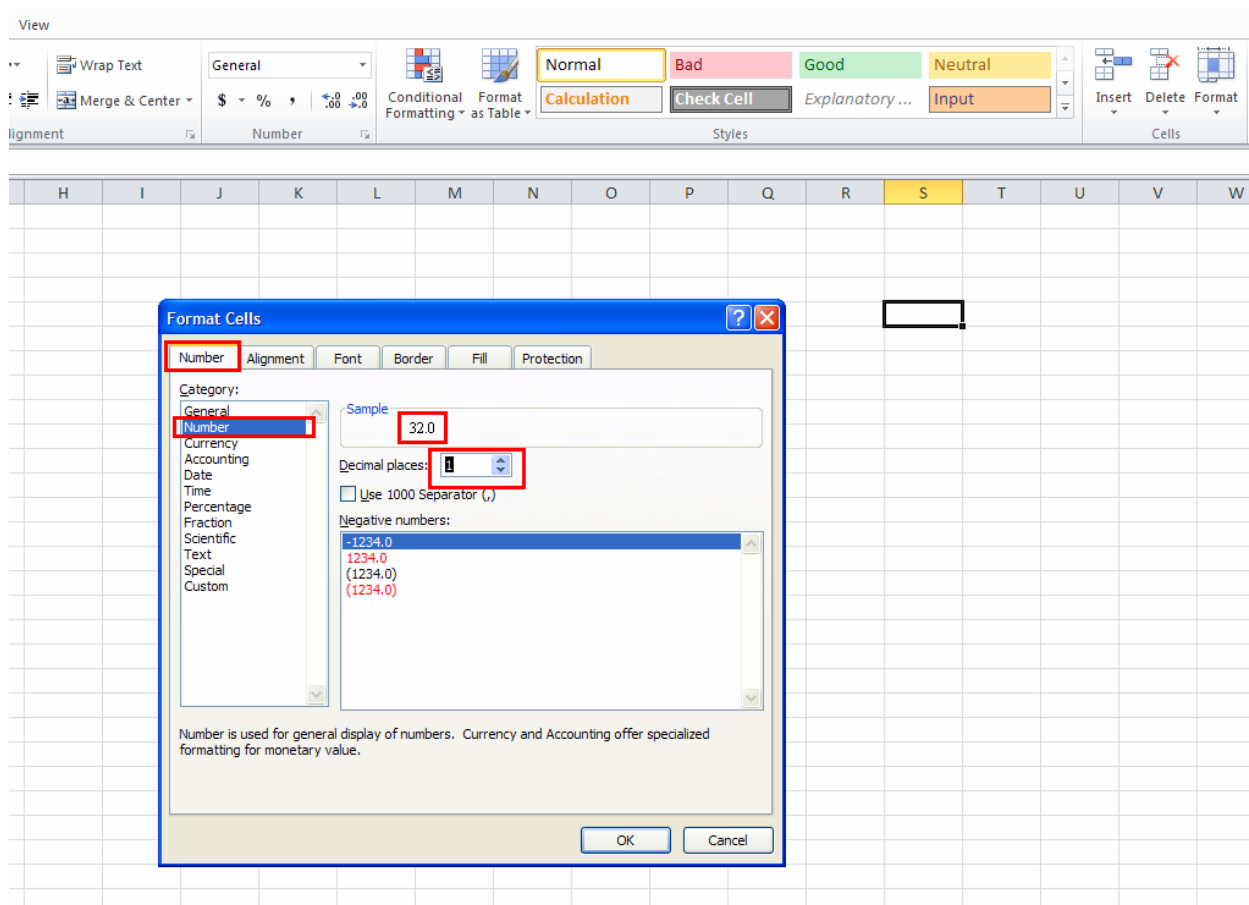 View
Wrap Text
General
Normal
Bad
Good
Neutral
Merge & Center
$ % , .0 .00 .00 .0
Conditional Formatting
Format as Table
Calculation
Check Cell
Explanatory ...
Input
Insert
Delete
Format
lignment
Number
Styles
Cells
H I J K L M N O P Q R S T U V W
Format Cells
?
Number
Alignment
Font
Border
Fill
Protection
Category:
General
Number
Currency
Accounting
Date
Time
Percentage
Fraction
Scientific
Text
Special
Custom
Sample
32.0
Decimal places: 1
Use 1000 Separator (,)
Negative numbers:
-1234.0
1234.0
(1234.0)
(1234.0)
Number is used for general display of numbers. Currency and Accounting offer specialized
formatting for monetary value.
OK
Cancel